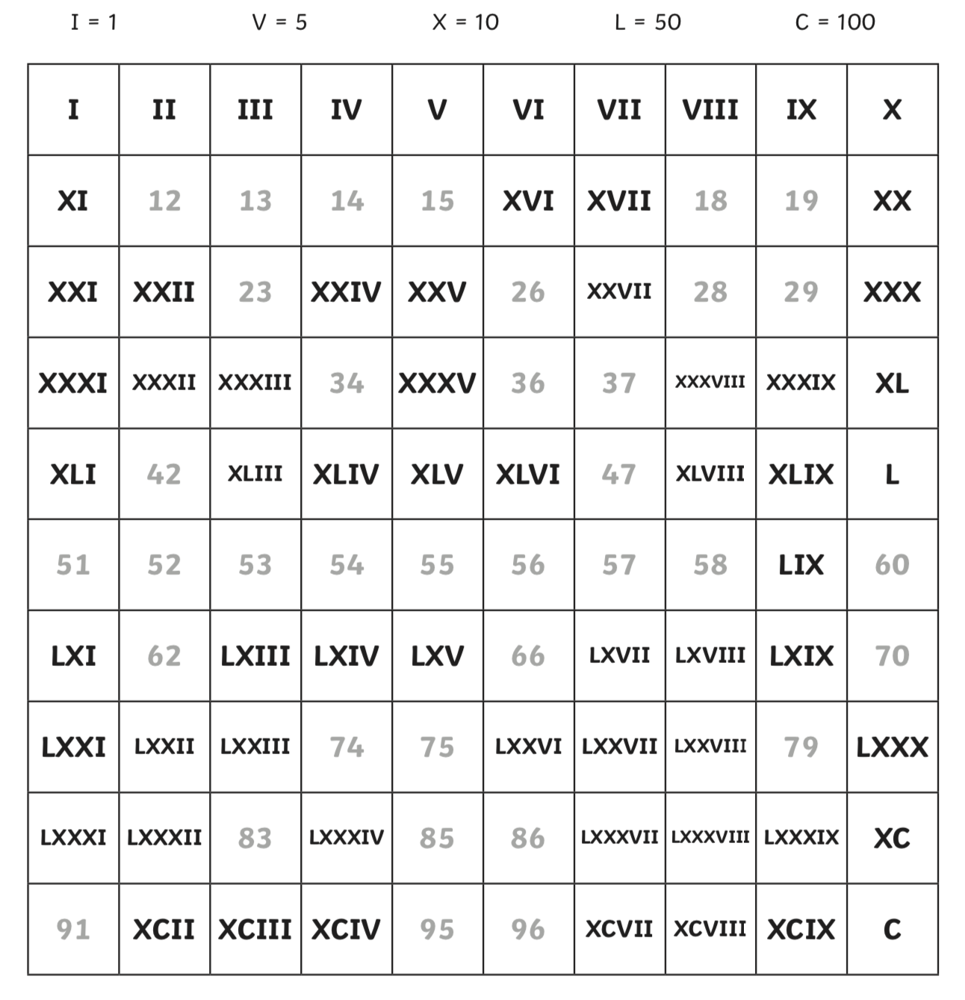 I = 1 V = 5 X = 10 L = 50 C = 100
I II III IV V VI VII VIII IX X
XI 12 13 14 15 XVI XVII 18 19 XX
XXI XXII 23 XXIV XXV 26 XXVII 28 29 XXX
XXXI XXXII XXXIII 34 XXXV 36 37 XXXVIII XXXIX XL
XLI 42 XLIII XLIV XLV XLVI 47 XLVIII XLIX L
51 52 53 54 55 56 57 58 LIX 60
LXI 62 LXIII LXIV LXV 66 LXVII LXVIII LXIX 70
LXXI LXXII LXXIII 74 75 LXXVI LXXVII LXXVIII 79 LXXX
LXXXI LXXXII 83 LXXXIV 85 86 LXXXVII LXXXVIII LXXXIX XC
91 XCII XCIII XCIV 95 96 XCVII XCVIII XCIX C